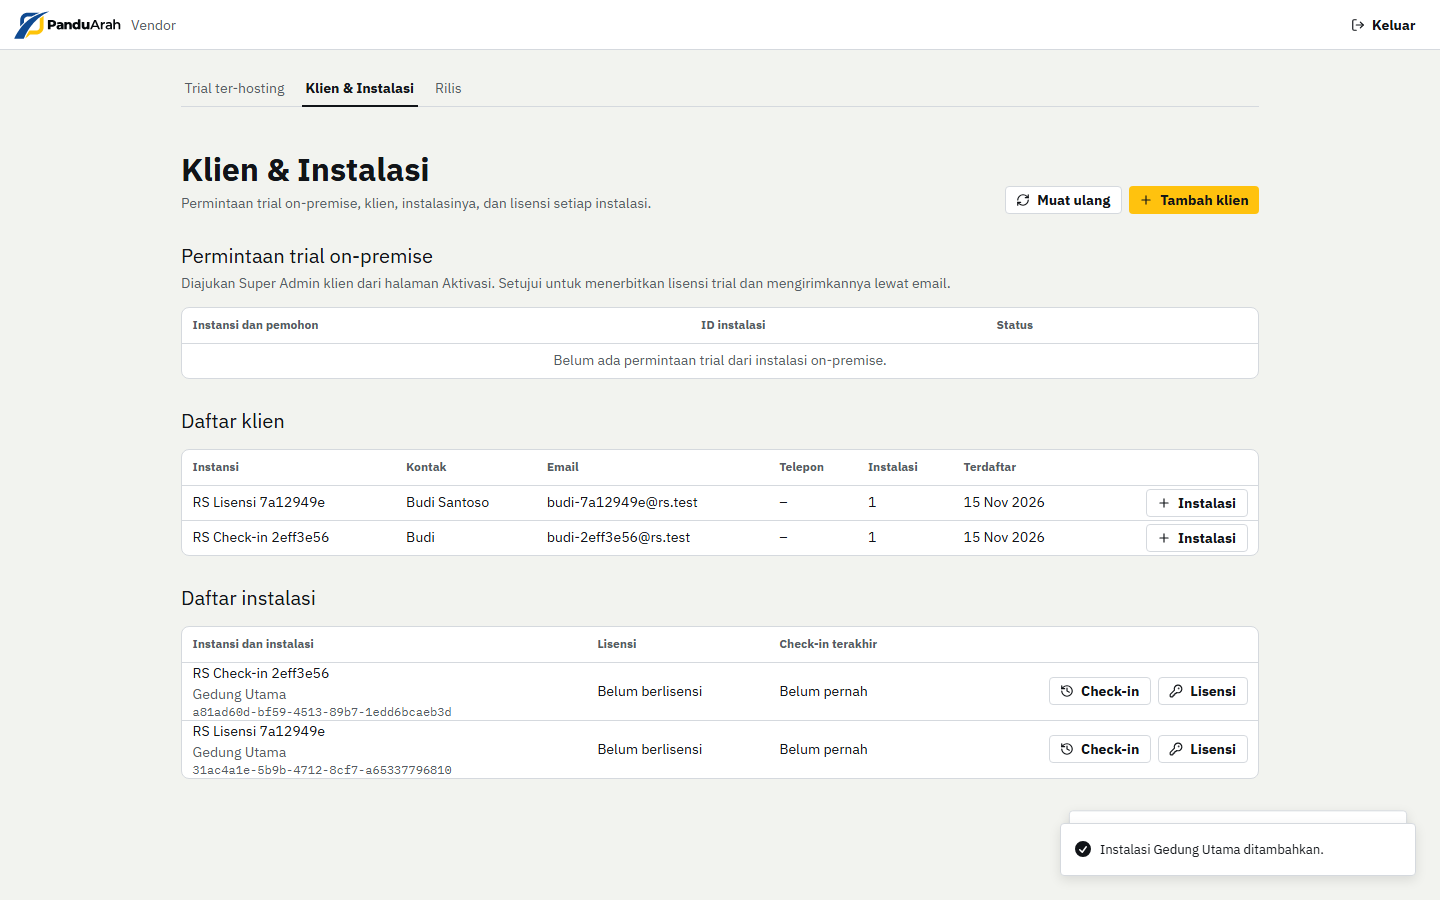 PanduArah Vendor
Keluar
Trial ter-hosting Klien & Instalasi Rilis
Klien & Instalasi
Permintaan trial on-premise, klien, instalasinya, dan lisensi setiap instalasi.
Muat ulang
Tambah klien
Permintaan trial on-premise
Diajukan Super Admin klien dari halaman Aktivasi. Setujui untuk menerbitkan lisensi trial dan mengirimkannya lewat email.
Instansi dan pemohon ID instalasi Status
Belum ada permintaan trial dari instalasi on-premise.
Daftar klien
Instansi Kontak Email Telepon Instalasi Terdaftar
RS Lisensi 7a12949e Budi Santoso budi-7a12949e@rs.test – 1 15 Nov 2026 Instalasi
RS Check-in 2eff3e56 Budi budi-2eff3e56@rs.test – 1 15 Nov 2026 Instalasi
Daftar instalasi
Instansi dan instalasi Lisensi Check-in terakhir
RS Check-in 2eff3e56
Gedung Utama
a81ad60d-bf59-4513-89b7-1edd6bcaeb3d
Belum berlisensi Belum pernah Check-in Lisensi
RS Lisensi 7a12949e
Gedung Utama
31ac4a1e-5b9b-4712-8cf7-a65337796810
Belum berlisensi Belum pernah Check-in Lisensi
Instalasi Gedung Utama ditambahkan.